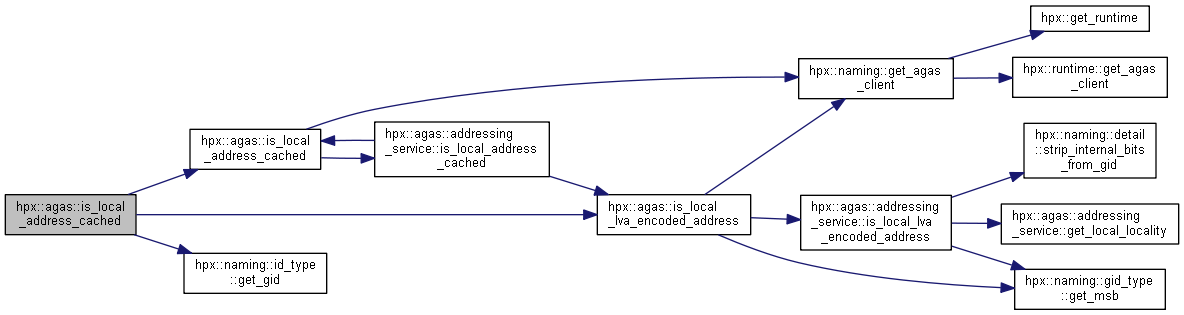 hpx::agas::is_local
_address_cached
hpx::agas::is_local
_address_cached
hpx::naming::id_type
::get_gid
hpx::agas::addressing
_service::is_local_address
_cached
hpx::agas::is_local
_lva_encoded_address
hpx::naming::get_agas
_client
hpx::agas::addressing
_service::is_local_lva
_encoded_address
hpx::get_runtime
hpx::runtime::get_agas
_client
hpx::naming::detail
::strip_internal_bits
_from_gid
hpx::agas::addressing
_service::get_local_locality
hpx::naming::gid_type
::get_msb